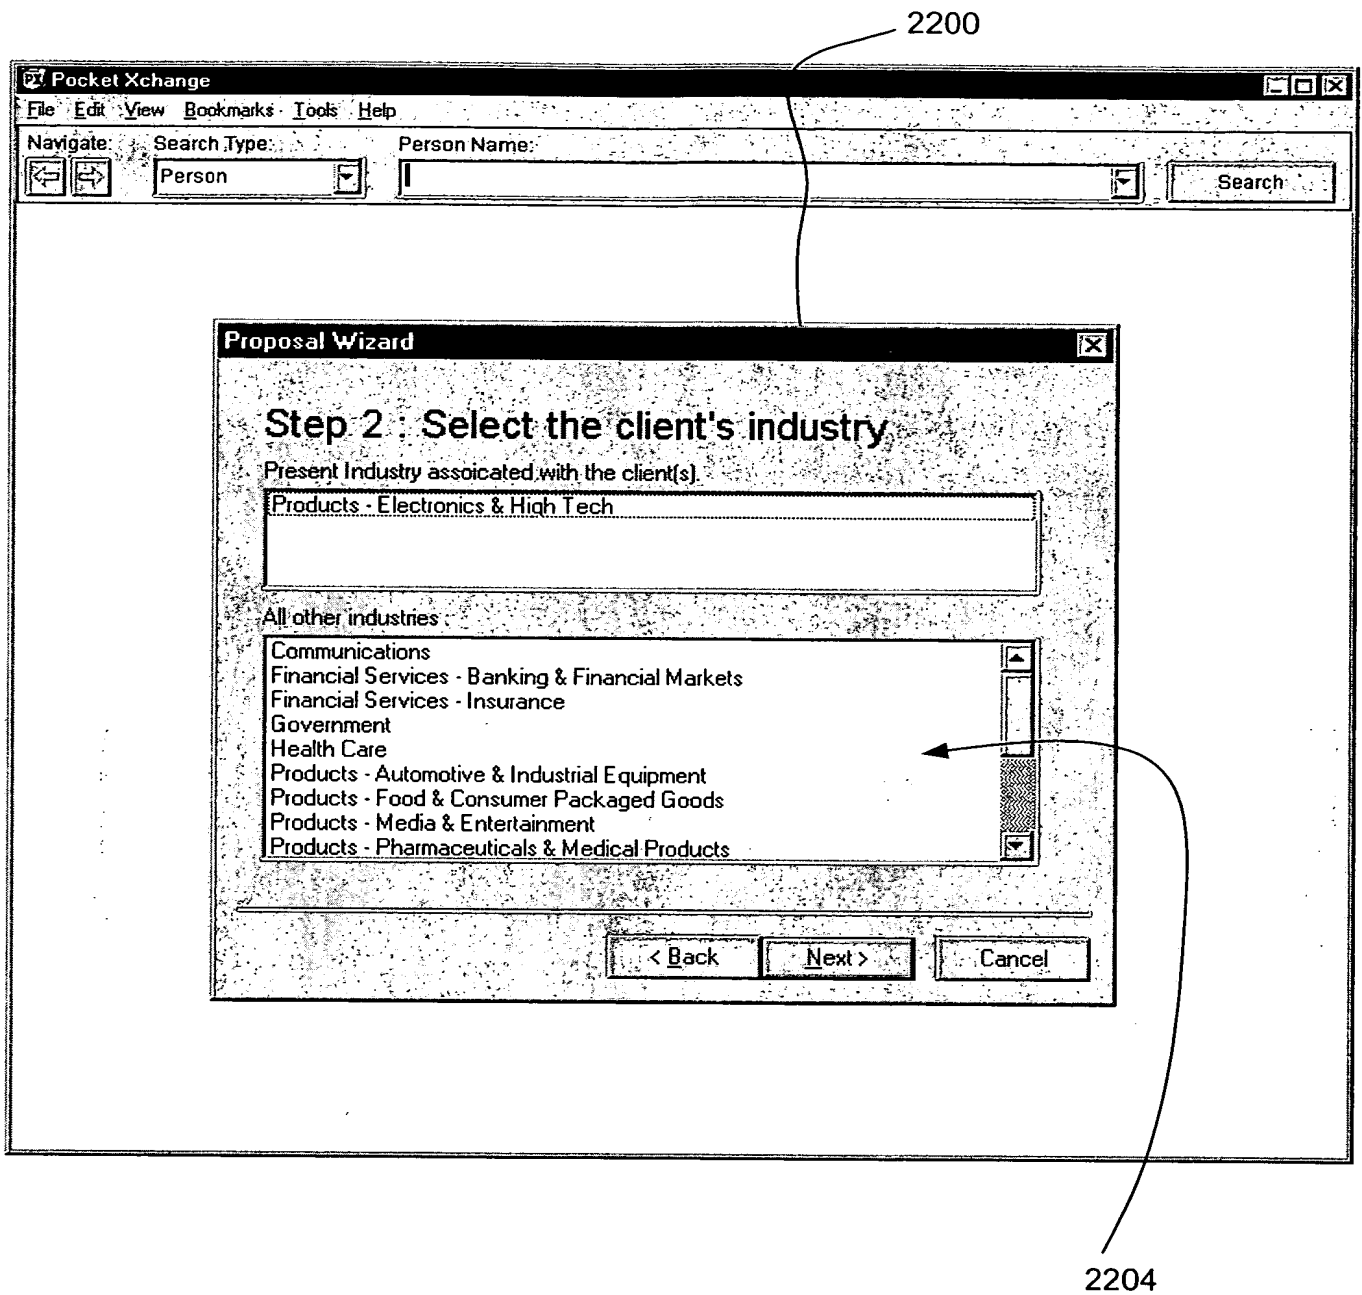 2200
Pocket Xchange
File Edit View Bookmarks Tools Help
Navigate: Search Type: Person Name:
Person Search
Proposal Wizard
Step 2 : Select the client's industry
Present Industry assoicated with the client(s).
Products - Electronics & High Tech
All other industries :
Communications
Financial Services - Banking & Financial Markets
Financial Services - Insurance
Government
Health Care
Products - Automotive & Industrial Equipment
Products - Food & Consumer Packaged Goods
Products - Media & Entertainment
Products - Pharmaceuticals & Medical Products
< Back Next > Cancel
2204